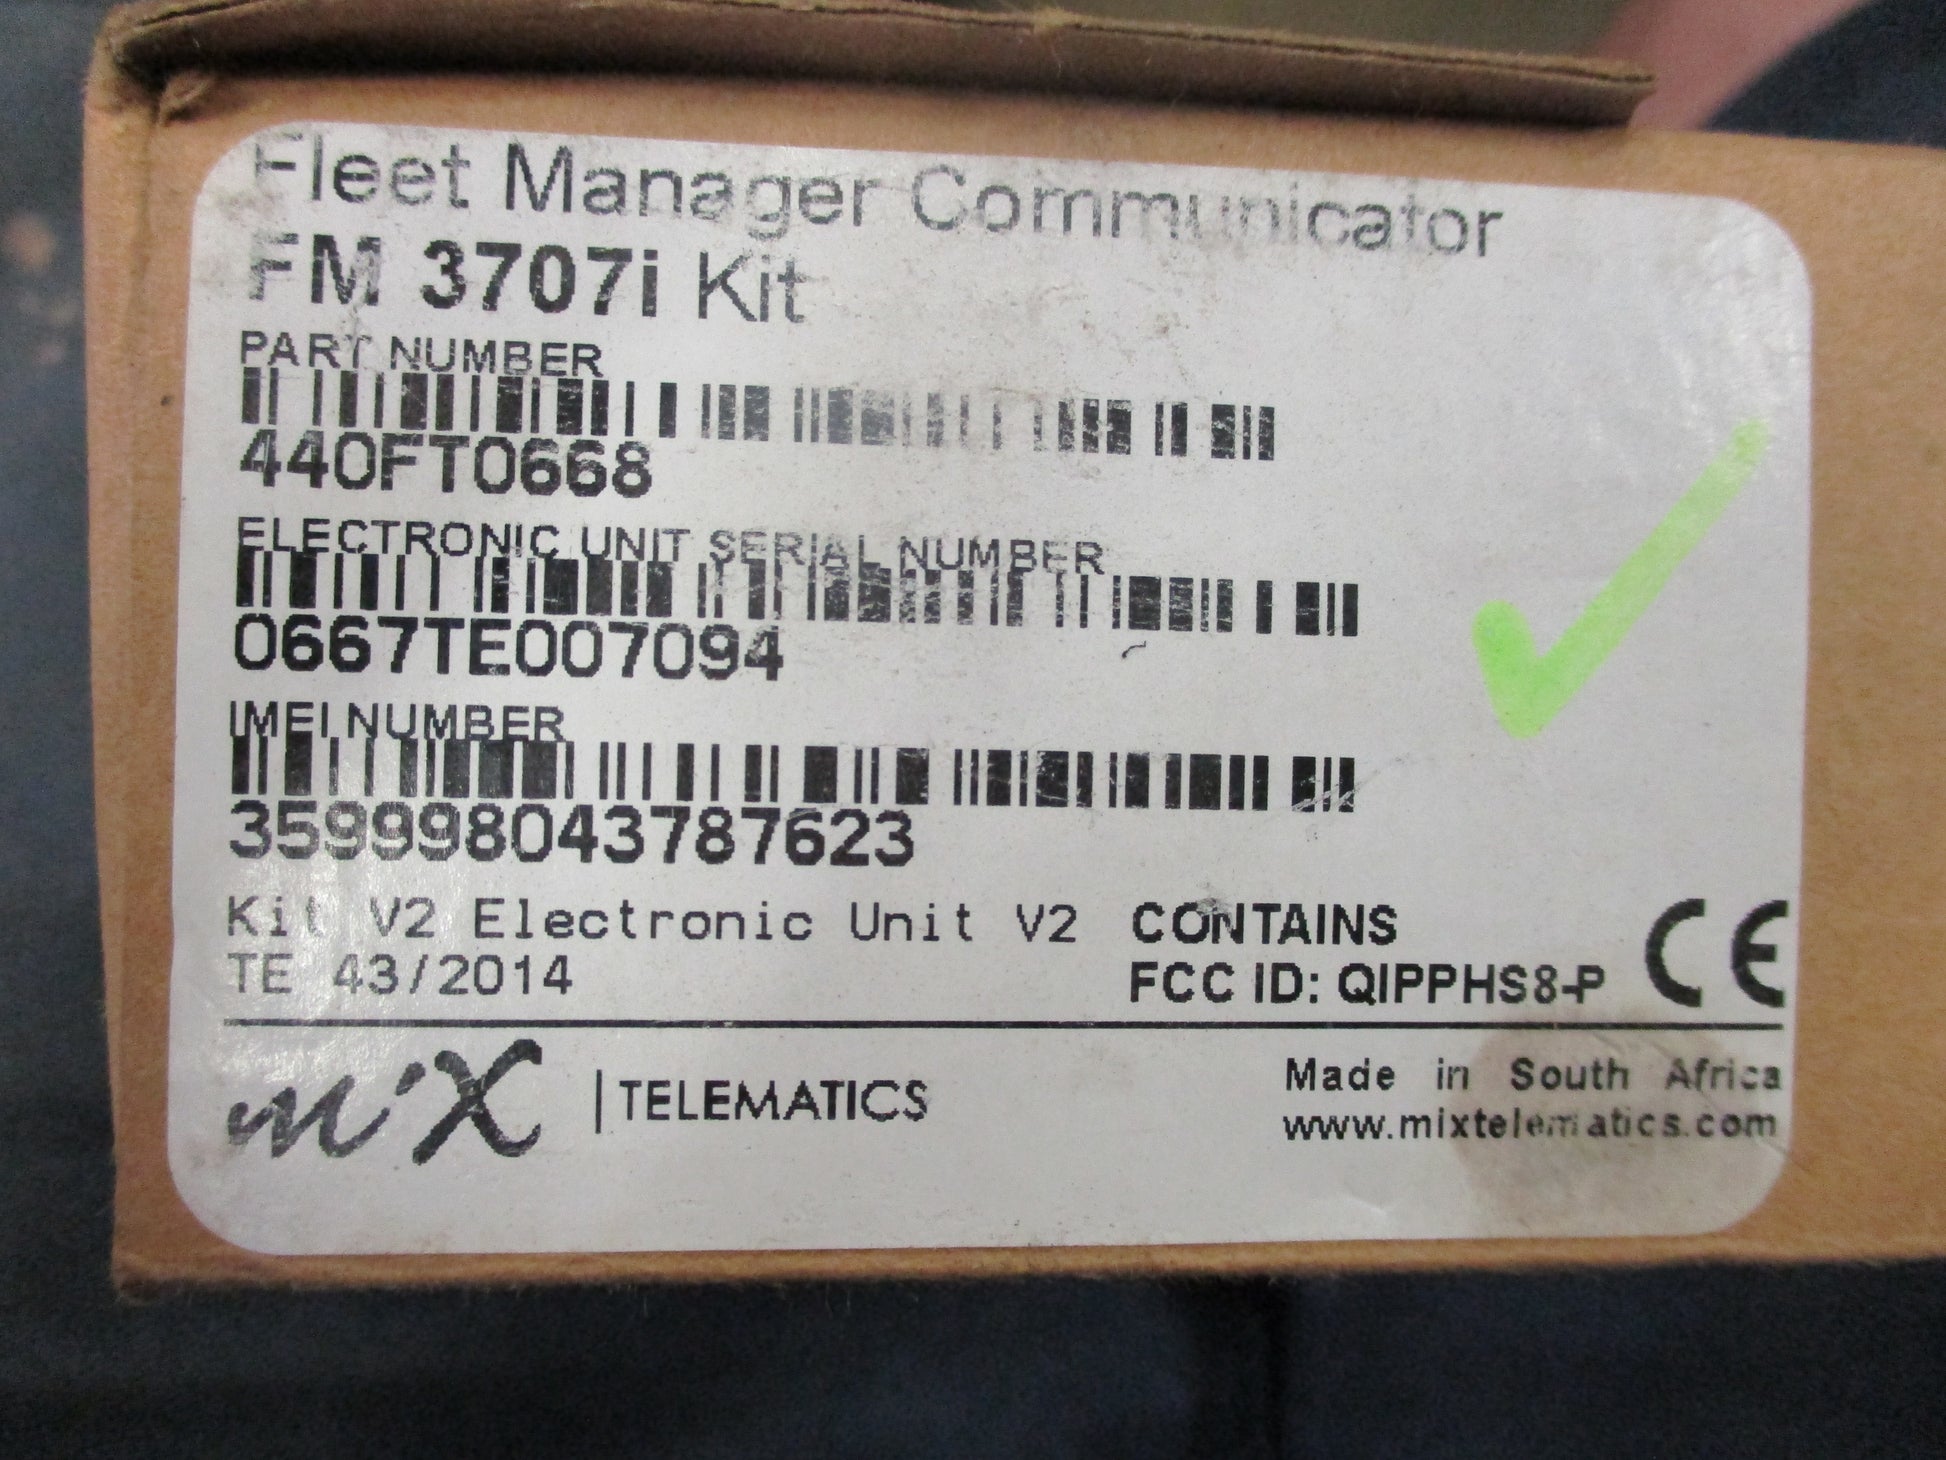 Fleet Manager Communicator
FM 3707i Kit
PART NUMBER
440FT0668
ELECTRONIC UNIT SERIAL NUMBER
0667TE007094
IMEI NUMBER
359998043787623
Kit V2 Electronic Unit V2
TE 43/2014
CONTAINS
FCC ID: QIPPHS8-P
CE
mix | TELEMATICS
Made in South Africa
www.mixtelematics.com